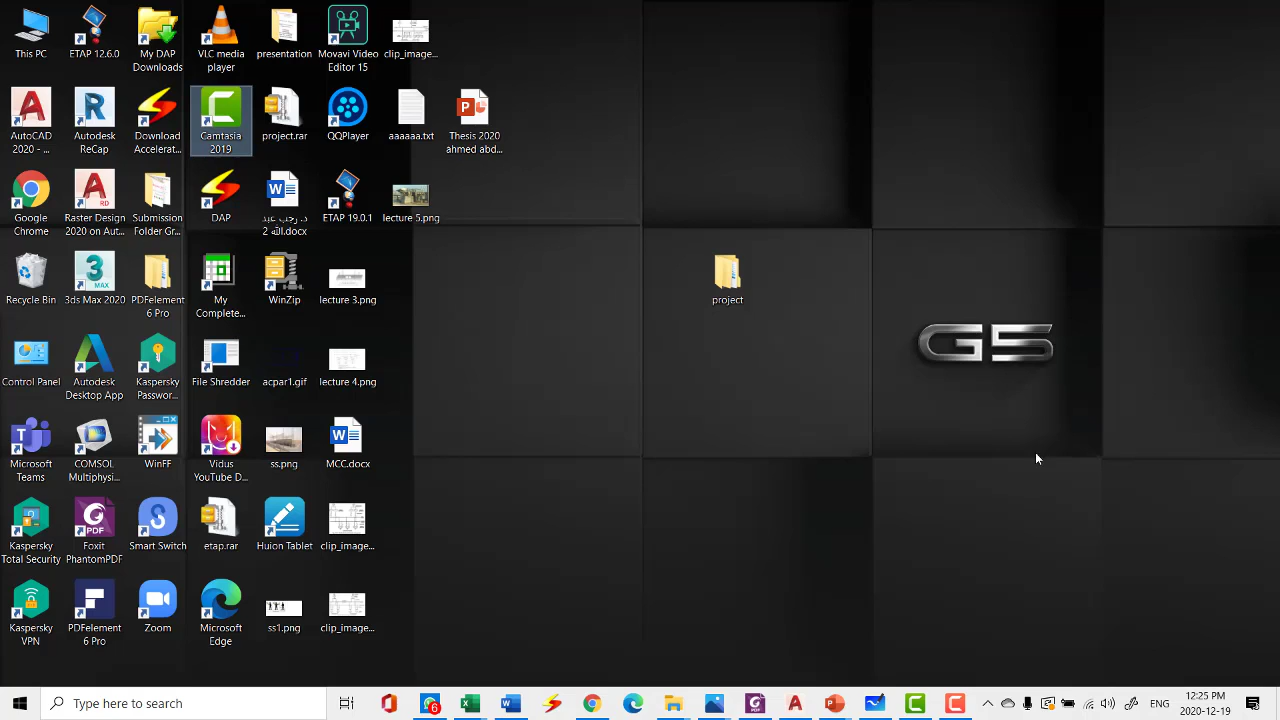 This PC
ETAP 12.0.0
My DAP
Downloads
VLC media
player
presentation
Movavi Video
Editor 15
clip_image...
AutoCAD
2020 - ...
Autodesk
ReCap
Download
Accelerat...
Camtasia
2019
project.rar
QQPlayer
aaaaaa.txt
Thesis 2020
ahmed abd...
Google
Chrome
Raster Design
2020 on Aut...
Submission
Folder Gr...
DAP
2 الله.docx
ETAP 19.0.1
lecture 5.png
Recycle Bin
3ds Max 2020
PDFelement
6 Pro
My
Complete...
WinZip
lecture 3.png
project
G5
Control Panel
Autodesk
Desktop App
Kaspersky
Passwor...
File Shredder
acpar1.gif
lecture 4.png
Microsoft
Teams
COMSOL
Multiphysi...
WinFF
Vidus
YouTube D...
ss.png
MCC.docx
Kaspersky
Total Security
Foxit
PhantomPDF
Smart Switch
etap.rar
Huion Tablet
clip_image...
Kaspersky
VPN
PDFelement
6 Pro
Zoom
Microsoft
Edge
ss1.png
clip_image...
Type here to search
6
ENG
12:25 PM